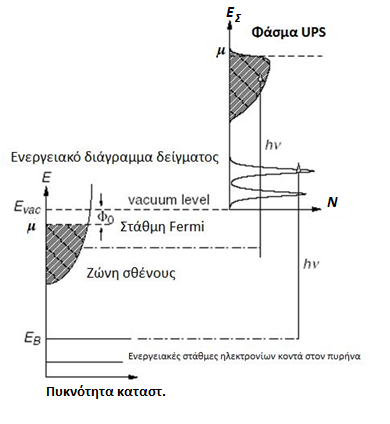 E_Σ
Φάσμα UPS
μ
hν
Ενεργειακό διάγραμμα δείγματος
E
N
E_vac
vacuum level
Φ_0
μ
Στάθμη Fermi
hν
Ζώνη σθένους
E_B
Ενεργειακές στάθμες ηλεκτρονίων κοντά στον πυρήνα
Πυκνότητα καταστ.